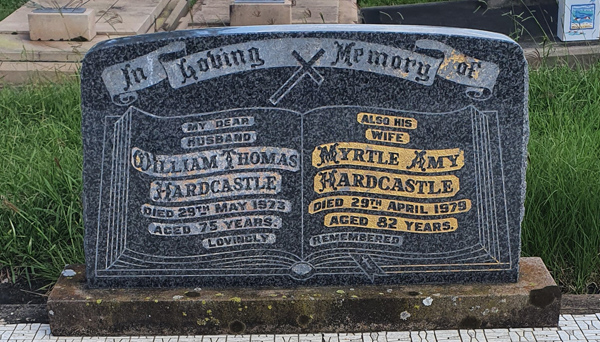 In Loving Memory of
MY DEAR
HUSBAND
WILLIAM THOMAS
HARDCASTLE
DIED 29TH MAY 1973
AGED 75 YEARS.
LOVINGLY
ALSO HIS
WIFE
MYRTLE AMY
HARDCASTLE
DIED 29TH APRIL 1979
AGED 82 YEARS.
REMEMBERED